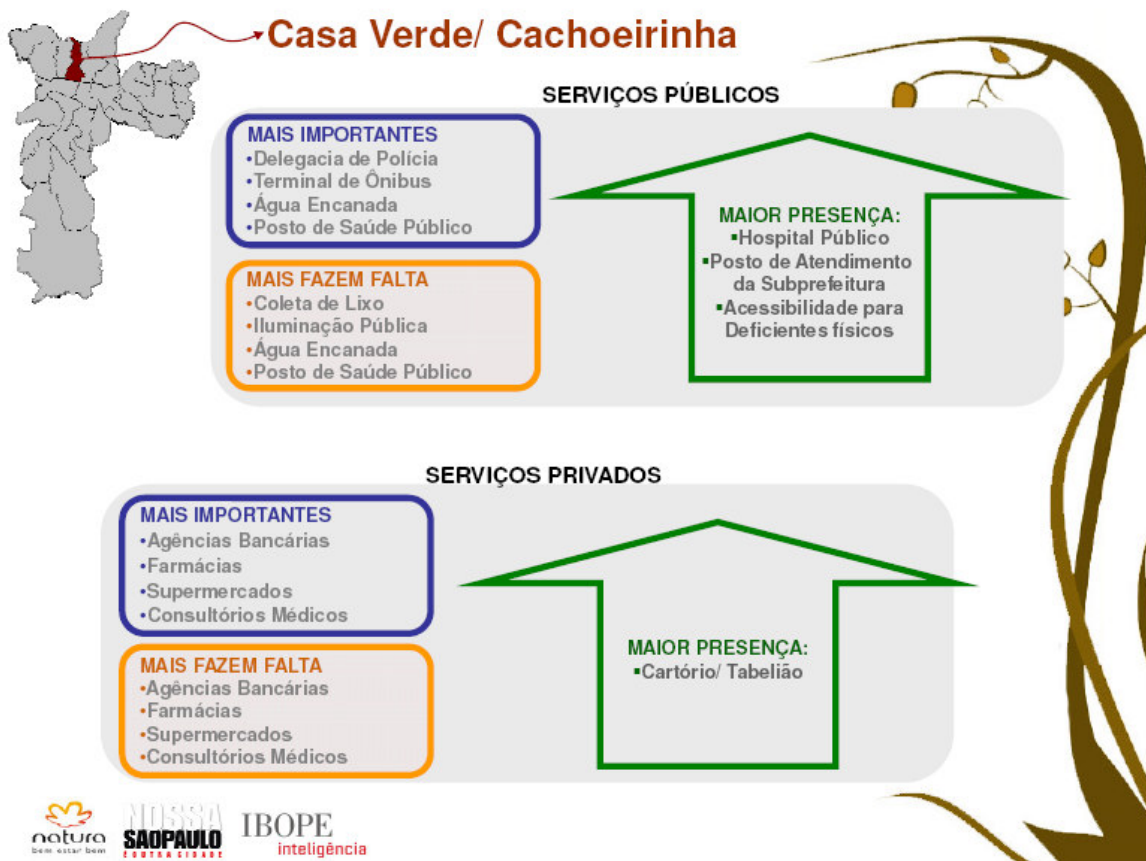 Casa Verde/ Cachoeirinha
SERVIÇOS PÚBLICOS
MAIS IMPORTANTES
•Delegacia de Polícia
•Terminal de Ônibus
•Água Encanada
•Posto de Saúde Público
MAIS FAZEM FALTA
•Coleta de Lixo
•Iluminação Pública
•Água Encanada
•Posto de Saúde Público
MAIOR PRESENÇA:
▪Hospital Público
▪Posto de Atendimento
da Subprefeitura
▪Acessibilidade para
Deficientes físicos
SERVIÇOS PRIVADOS
MAIS IMPORTANTES
•Agências Bancárias
•Farmácias
•Supermercados
•Consultórios Médicos
MAIS FAZEM FALTA
•Agências Bancárias
•Farmácias
•Supermercados
•Consultórios Médicos
MAIOR PRESENÇA:
▪Cartório/ Tabelião
natura
bem estar bem
NOSSA
SÃOPAULO
OUTRA CIDADE
IBOPE
inteligência